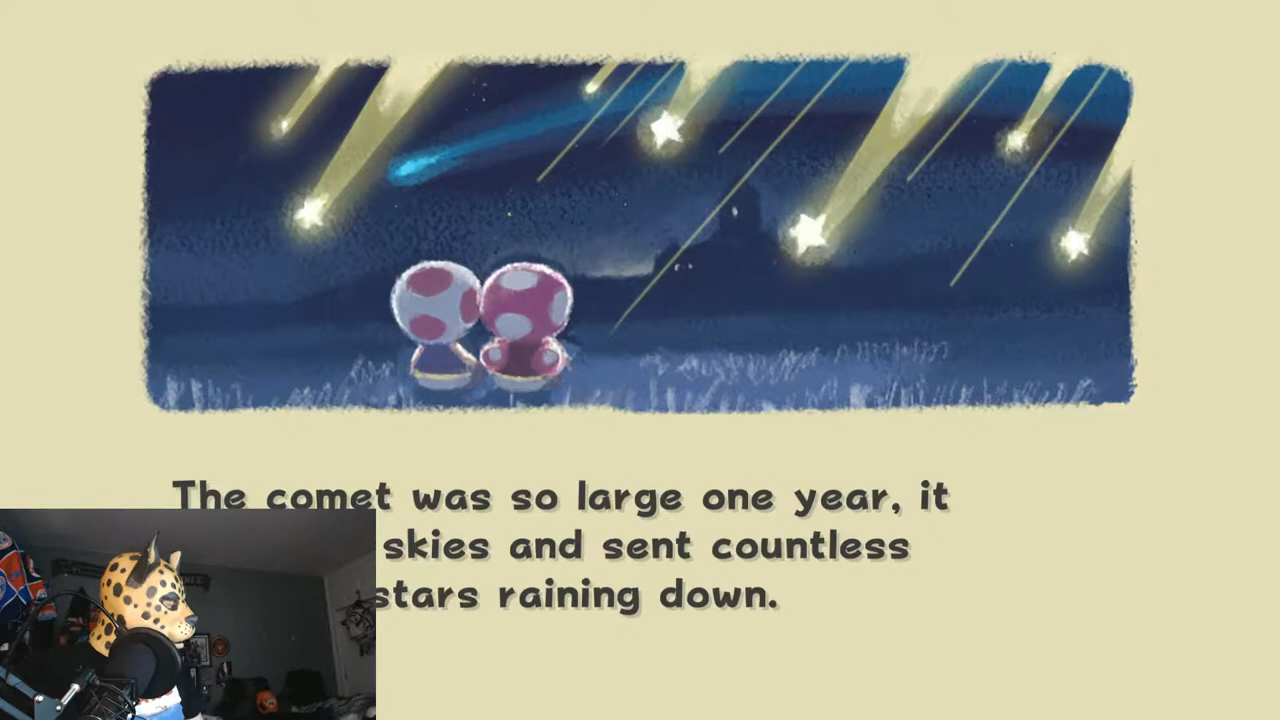 The comet was so large one year, it
skies and sent countless
stars raining down.